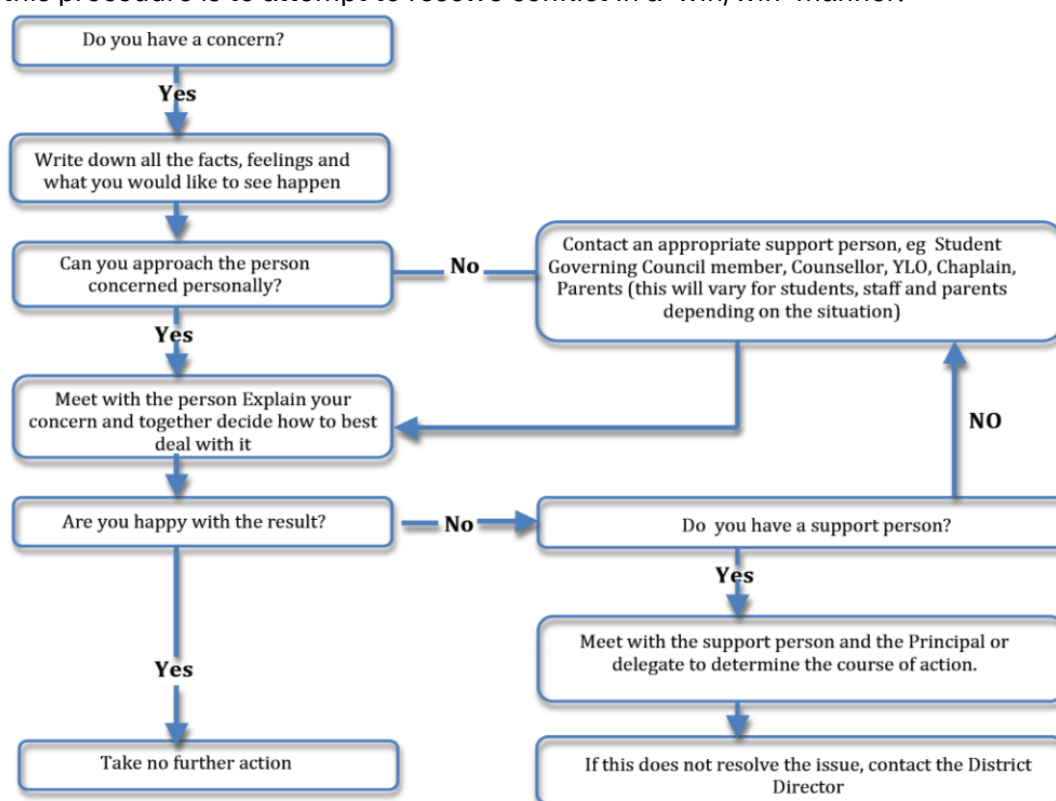 this procedure is to attempt to resolve conflict in a 'win/win' manner.
Do you have a concern?
Yes
Write down all the facts, feelings and
what you would like to see happen
Can you approach the person
concerned personally?
No
Contact an appropriate support person, eg Student
Governing Council member, Counsellor, YLO, Chaplain,
Parents (this will vary for students, staff and parents
depending on the situation)
Yes
Meet with the person Explain your
concern and together decide how to best
deal with it
NO
Are you happy with the result?
No
Do you have a support person?
Yes
Meet with the support person and the Principal or
delegate to determine the course of action.
Yes
Take no further action
If this does not resolve the issue, contact the District
Director